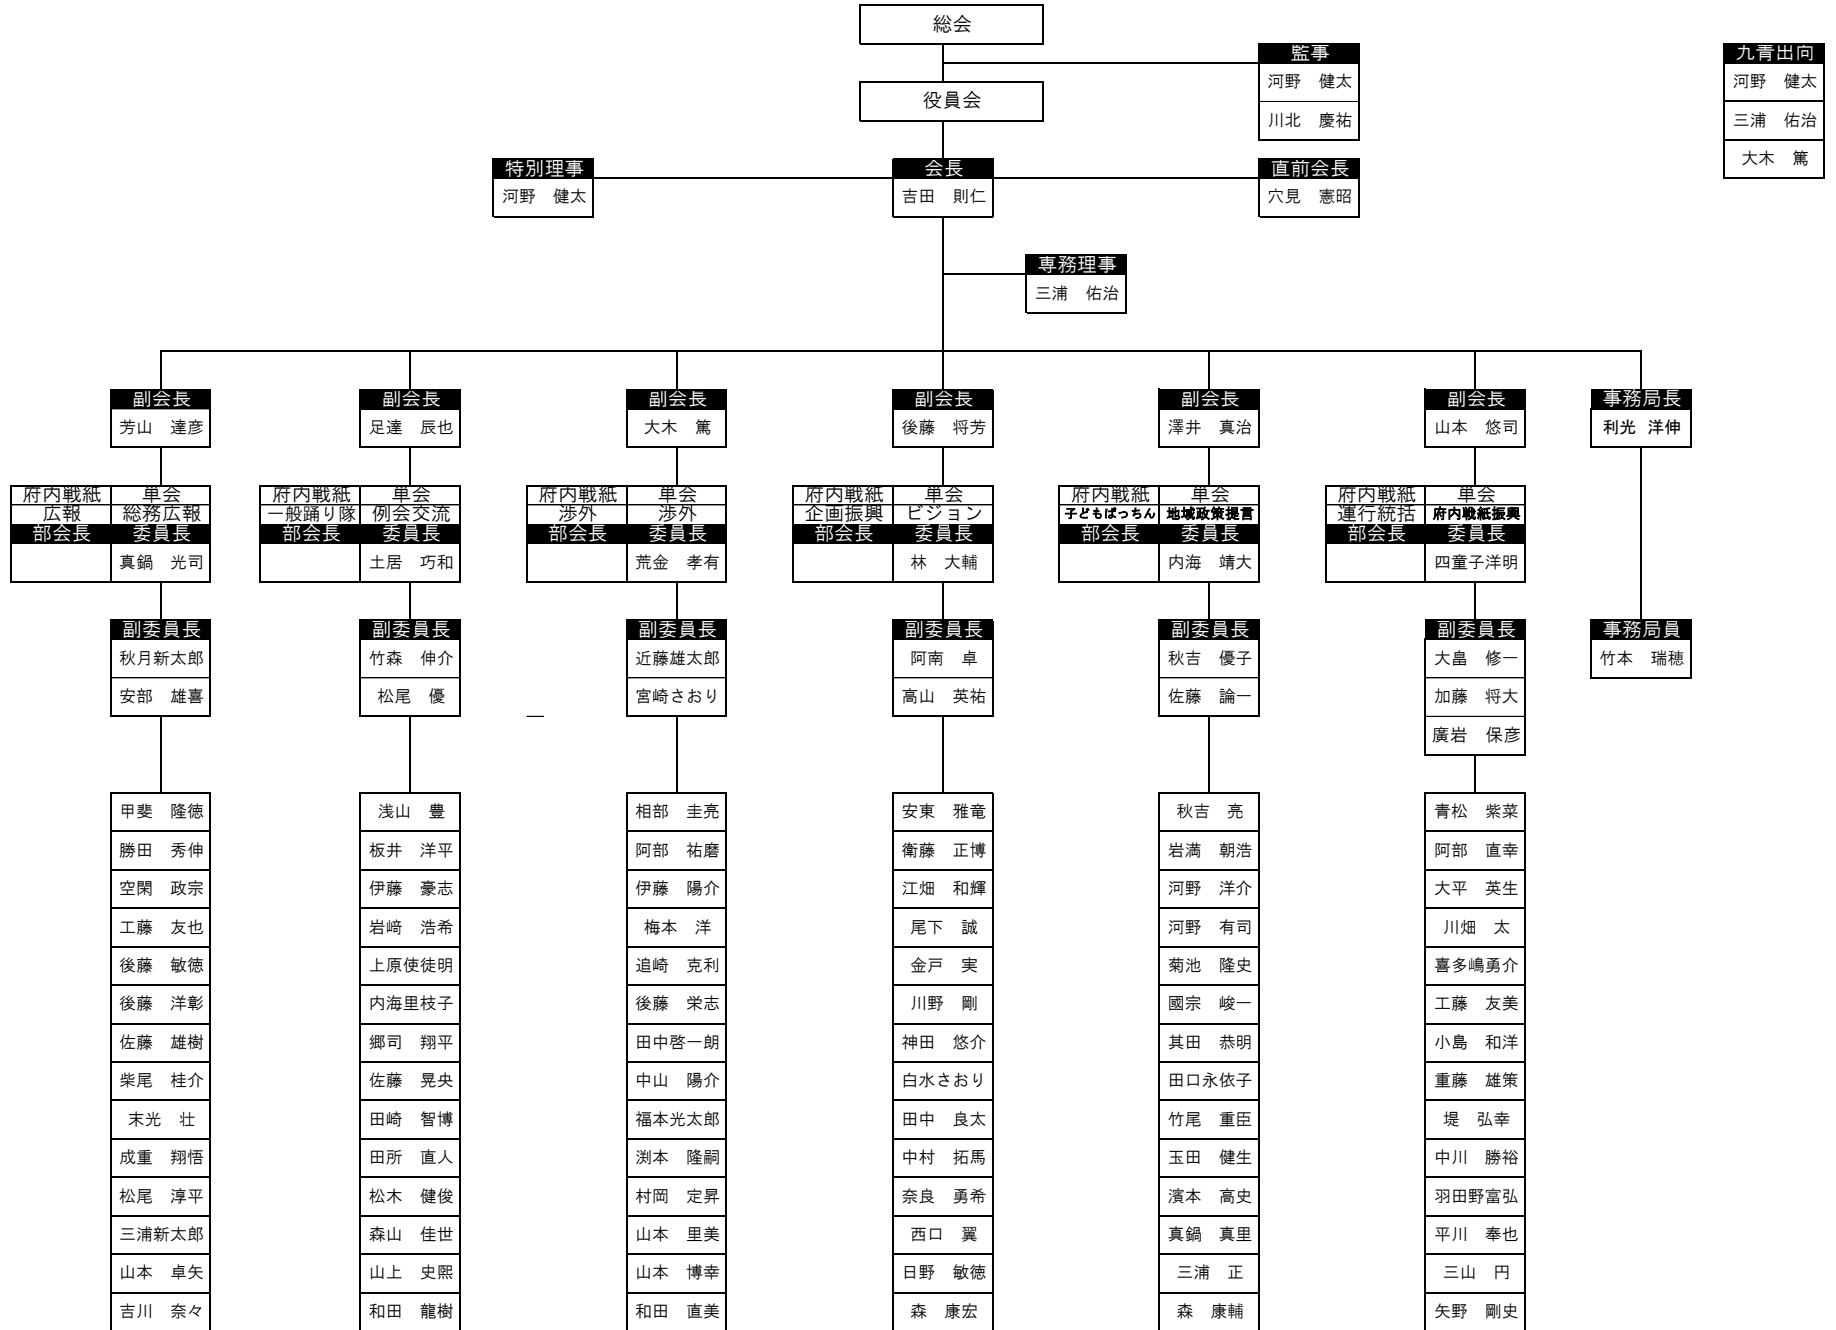 総会
監事
九青出向
河野　健太
河野　健太
役員会
川北　慶祐
三浦　佑治
大木　篤
特別理事
会長
直前会長
河野　健太
吉田　則仁
穴見　憲昭
専務理事
三浦　佑治
副会長
副会長
副会長
副会長
副会長
副会長
事務局長
芳山　達彦
足達　辰也
大木　篤
後藤　将芳
澤井　真治
山本　悠司
利光　洋伸
府内戦紙　単会
府内戦紙　単会
府内戦紙　単会
府内戦紙　単会
府内戦紙　単会
府内戦紙　単会
広報　総務広報
一般踊り隊　例会交流
渉外　渉外
企画振興　ビジョン
子どもぱっちん　地域政策提言
運行統括　府内戦紙振興
部会長　委員長
部会長　委員長
部会長　委員長
部会長　委員長
部会長　委員長
部会長　委員長
真鍋　光司
土居　巧和
荒金　孝有
林　大輔
内海　靖大
四童子洋明
副委員長
副委員長
副委員長
副委員長
副委員長
副委員長
事務局員
秋月新太郎
竹森　伸介
近藤雄太郎
阿南　卓
秋吉　優子
大畠　修一
竹本　瑞穂
安部　雄喜
松尾　優
宮崎さおり
高山　英祐
佐藤　論一
加藤　将大
廣岩　保彦
甲斐　隆徳
浅山　豊
相部　圭亮
安東　雅竜
秋吉　亮
青松　紫菜
勝田　秀伸
板井　洋平
阿部　祐磨
衛藤　正博
岩満　朝浩
阿部　直幸
空閑　政宗
伊藤　豪志
伊藤　陽介
江畑　和輝
河野　洋介
大平　英生
工藤　友也
岩﨑　浩希
梅本　洋
尾下　誠
河野　有司
川畑　太
後藤　敏徳
上原使徒明
追崎　克利
金戸　実
菊池　隆史
喜多嶋勇介
後藤　洋彰
内海里枝子
後藤　栄志
川野　剛
國宗　峻一
工藤　友美
佐藤　雄樹
郷司　翔平
田中啓一朗
神田　悠介
其田　恭明
小島　和洋
柴尾　桂介
佐藤　晃央
中山　陽介
白水さおり
田口永依子
重藤　雄策
末光　壮
田崎　智博
福本光太郎
田中　良太
竹尾　重臣
堤　弘幸
成重　翔悟
田所　直人
渕本　隆嗣
中村　拓馬
玉田　健生
中川　勝裕
松尾　淳平
松木　健俊
村岡　定昇
奈良　勇希
濱本　高史
羽田野富弘
三浦新太郎
森山　佳世
山本　里美
西口　翼
真鍋　真里
平川　奉也
山本　卓矢
山上　史煕
山本　博幸
日野　敏徳
三浦　正
三山　円
吉川　奈々
和田　龍樹
和田　直美
森　康宏
森　康輔
矢野　剛史